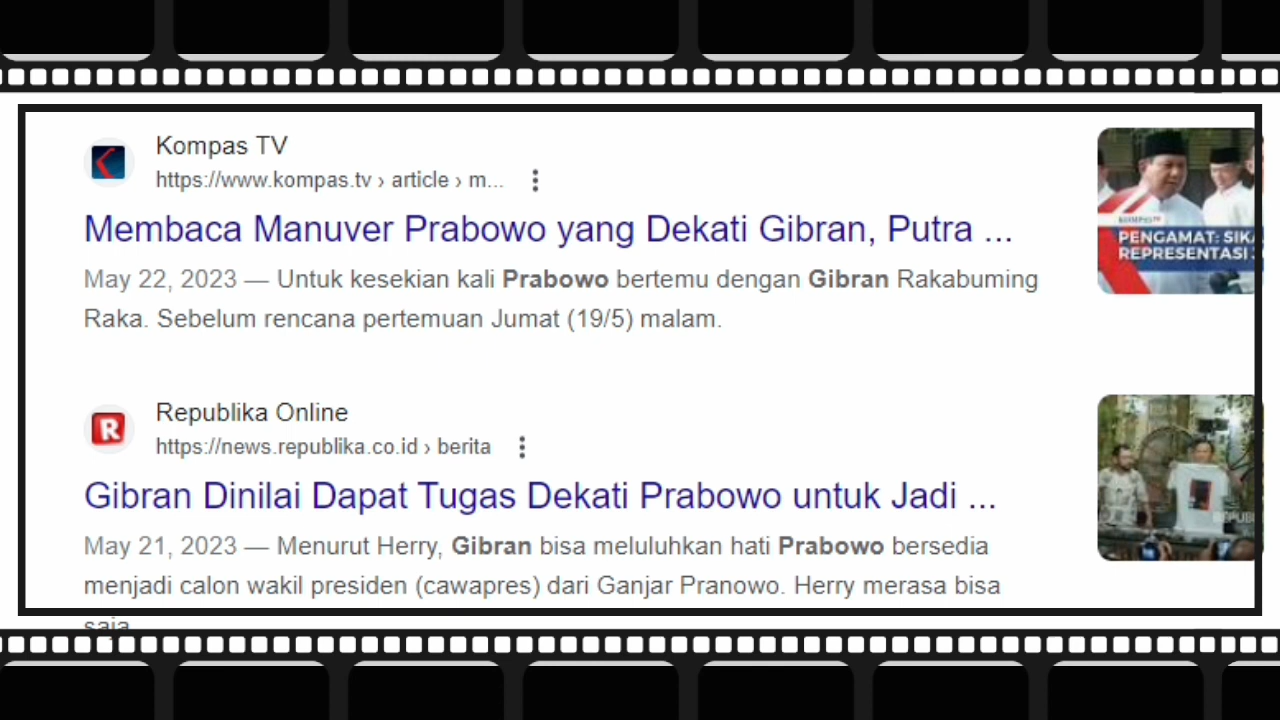 Kompas TV
https://www.kompas.tv › article › m...
Membaca Manuver Prabowo yang Dekati Gibran, Putra ...
May 22, 2023 — Untuk kesekian kali Prabowo bertemu dengan Gibran Rakabuming
Raka. Sebelum rencana pertemuan Jumat (19/5) malam.
KOMPASTV
PENGAMAT: SIKA
REPRESENTASI
Republika Online
https://news.republika.co.id › berita
Gibran Dinilai Dapat Tugas Dekati Prabowo untuk Jadi ...
May 21, 2023 — Menurut Herry, Gibran bisa meluluhkan hati Prabowo bersedia
menjadi calon wakil presiden (cawapres) dari Ganjar Pranowo. Herry merasa bisa
saja
R
REPUBL